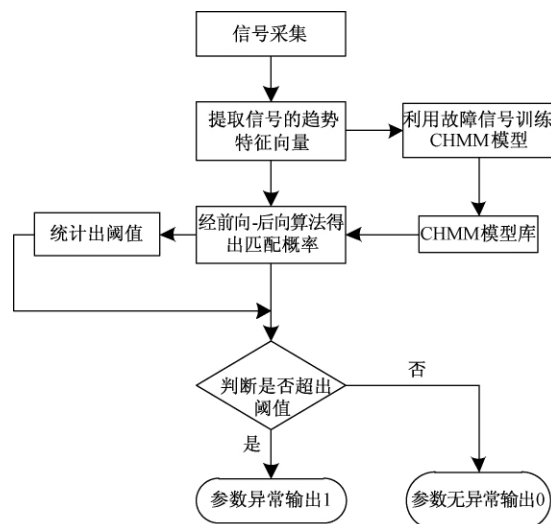 信号采集
提取信号的趋势
特征向量
利用故障信号训练
CHMM模型
经前向-后向算法得
出匹配概率
统计出阈值
CHMM模型库
判断是否超出
阈值
否
是
参数异常输出1
参数无异常输出0